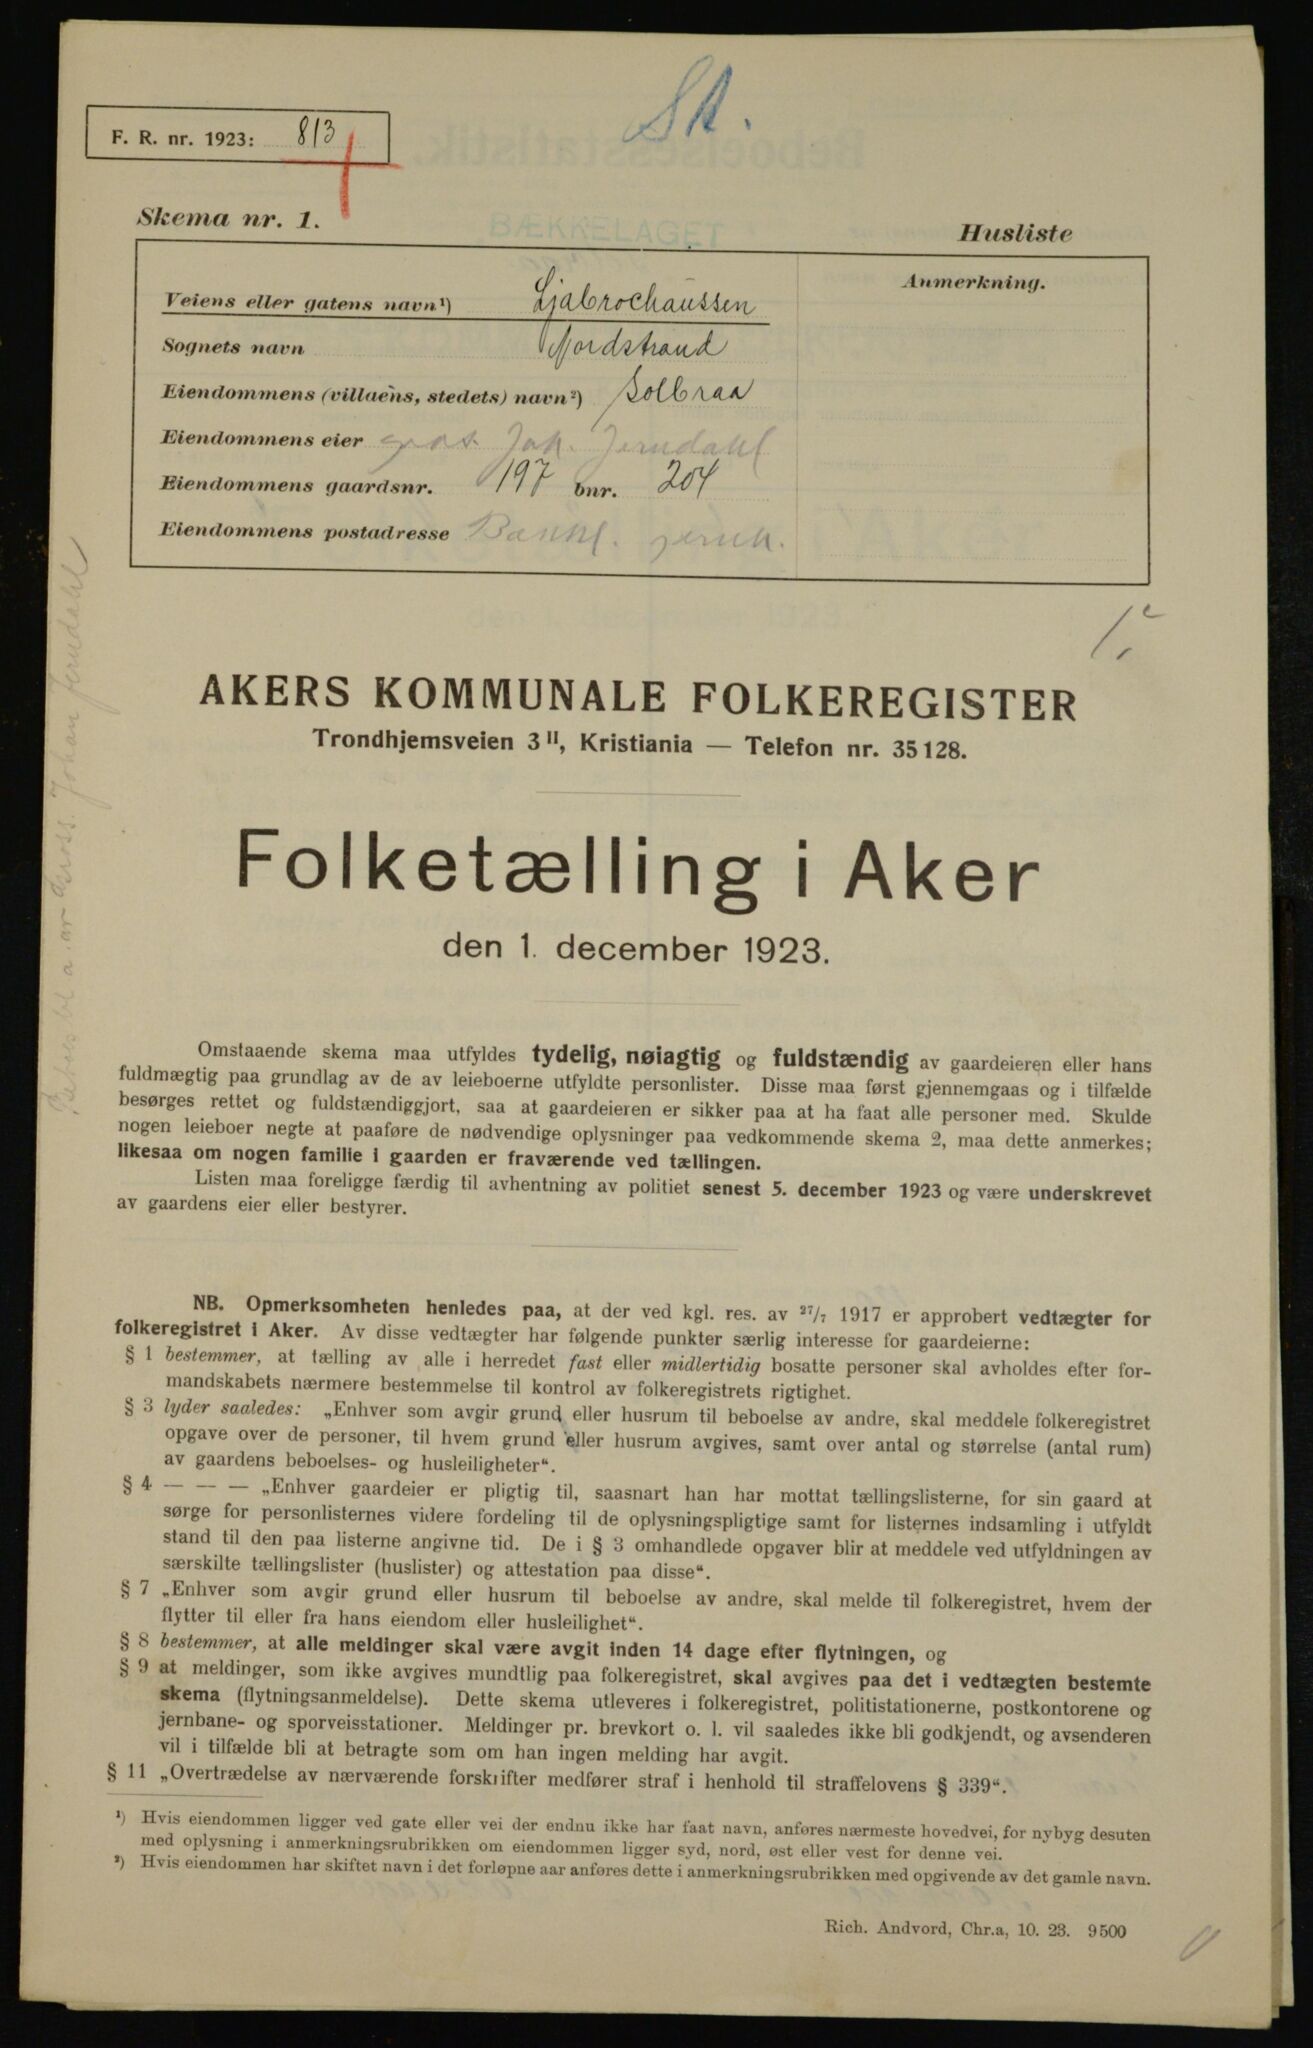 Sk.
F. R. nr. 1923: 813
Skema nr. 1.
BÆKKELAGET
Husliste
Veiens eller gatens navn¹) Ljabrochaussen
Anmerkning.
Sognets navn Nordstrand
Eiendommens (villaens, stedets) navn²) Solbraa
Eiendommens eier gros. Joh. Jerndahl
Eiendommens gaardsnr. 197 bnr. 204
Eiendommens postadresse Bækkl.
AKERS KOMMUNALE FOLKEREGISTER
Trondhjemsveien 3 II, Kristiania — Telefon nr. 35128.
Folketælling i Aker
den 1. december 1923.
Omstaaende skema maa utfyldes tydelig, nøiagtig og fuldstændig av gaardeieren eller hans
fuldmægtig paa grundlag av de av leieboerne utfyldte personlister. Disse maa først gjennemgaas og i tilfælde
besørges rettet og fuldstændiggjort, saa at gaardeieren er sikker paa at ha faat alle personer med. Skulde
nogen leieboer negte at paaføre de nødvendige oplysninger paa vedkommende skema 2, maa dette anmerkes;
likesaa om nogen familie i gaarden er fraværende ved tællingen.
Listen maa foreligge færdig til avhentning av politiet senest 5. december 1923 og være underskrevet
av gaardens eier eller bestyrer.
NB. Opmerksomheten henledes paa, at der ved kgl. res. av 27/7 1917 er approbert vedtægter for
folkeregistret i Aker. Av disse vedtægter har følgende punkter særlig interesse for gaardeierne:
§ 1 bestemmer, at tælling av alle i herredet fast eller midlertidig bosatte personer skal avholdes efter for-
mandskabets nærmere bestemmelse til kontrol av folkeregistrets rigtighet.
§ 3 lyder saaledes: „Enhver som avgir grund eller husrum til beboelse av andre, skal meddele folkeregistret
opgave over de personer, til hvem grund eller husrum avgives, samt over antal og størrelse (antal rum)
av gaardens beboelses- og husleiligheter“.
§ 4 — — — „Enhver gaardeier er pligtig til, saasnart han har mottat tællingslisterne, for sin gaard at
sørge for personlisternes videre fordeling til de oplysningspligtige samt for listernes indsamling i utfyldt
stand til den paa listerne angivne tid. De i § 3 omhandlede opgaver blir at meddele ved utfyldningen av
særskilte tællingslister (huslister) og attestation paa disse“.
§ 7 „Enhver som avgir grund eller husrum til beboelse av andre, skal melde til folkeregistret, hvem der
flytter til eller fra hans eiendom eller husleilighet“.
§ 8 bestemmer, at alle meldinger skal være avgit inden 14 dage efter flytningen, og
§ 9 at meldinger, som ikke avgives mundtlig paa folkeregistret, skal avgives paa det i vedtægten bestemte
skema (flytningsanmeldelse). Dette skema utleveres i folkeregistret, politistationerne, postkontorene og
jernbane- og sporveisstationer. Meldinger pr. brevkort o. l. vil saaledes ikke bli godkjendt, og avsenderen
vil i tilfælde bli at betragte som om han ingen melding har avgit.
§ 11 „Overtrædelse av nærværende forskrifter medfører straf i henhold til straffelovens § 339“.
¹) Hvis eiendommen ligger ved gate eller vei der endnu ikke har faat navn, anføres nærmeste hovedvei, for nybyg desuten
med oplysning i anmerkningsrubrikken om eiendommen ligger syd, nord, øst eller vest for denne vei.
²) Hvis eiendommen har skiftet navn i det forløpne aar anføres dette i anmerkningsrubrikken med opgivende av det gamle navn.
Rich. Andvord, Chr.a, 10. 23. 9500
Johan Jerndahl